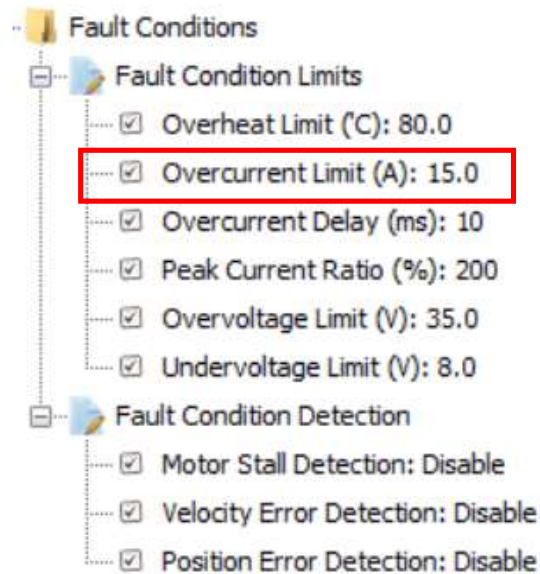 Fault Conditions
Fault Condition Limits
Overheat Limit (℃): 80.0
Overcurrent Limit (A): 15.0
Overcurrent Delay (ms): 10
Peak Current Ratio (%): 200
Overvoltage Limit (V): 35.0
Undervoltage Limit (V): 8.0
Fault Condition Detection
Motor Stall Detection: Disable
Velocity Error Detection: Disable
Position Error Detection: Disable